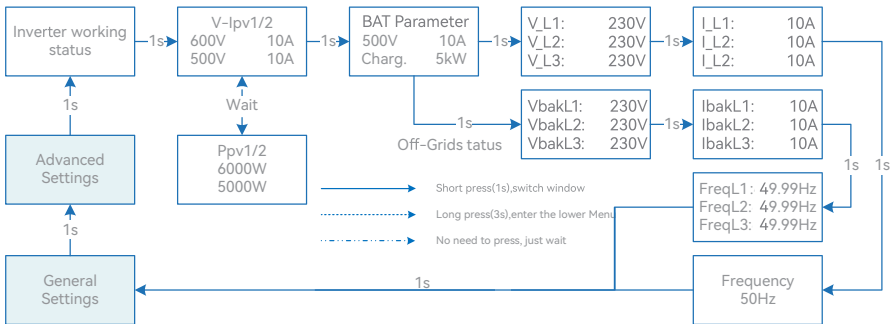 Inverter working
status
1s
V-Ipv1/2
600V 10A
500V 10A
1s
BAT Parameter
500V 10A
Charg. 5kW
1s
V_L1: 230V
V_L2: 230V
V_L3: 230V
1s
I_L1: 10A
I_L2: 10A
I_L2: 10A
1s
Wait
1s
Off-Grids tatus
VbakL1: 230V
VbakL2: 230V
VbakL3: 230V
1s
IbakL1: 10A
IbakL2: 10A
IbakL3: 10A
Advanced
Settings
Ppv1/2
6000W
5000W
1s
1s
Short press(1s),switch window
Long press(3s),enter the lower Menu
No need to press, just wait
FreqL1: 49.99Hz
FreqL2: 49.99Hz
FreqL3: 49.99Hz
1s
General
Settings
1s
Frequency
50Hz